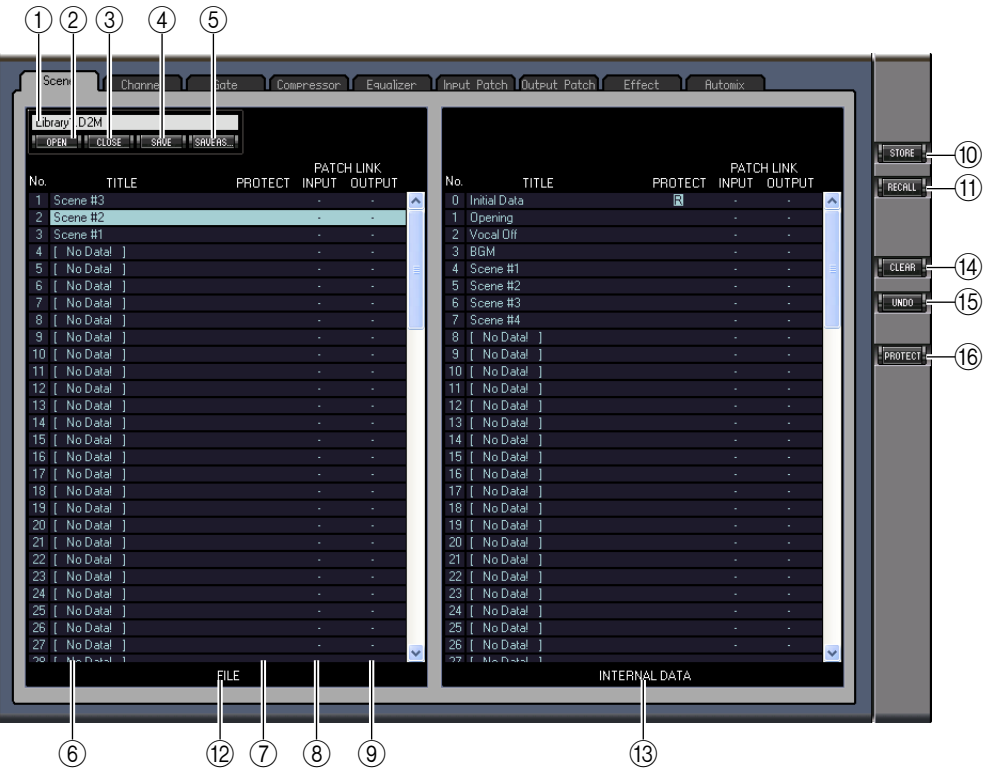 ① ② ③ ④ ⑤
Scene Channel Gate Compressor Equalizer Input Patch Output Patch Effect Automix
OPEN CLOSE SAVE SAVE AS...
STORE ⑩
RECALL ⑪
CLEAR ⑭
UNDO ⑮
PROTECT ⑯
PATCH LINK
No. TITLE PROTECT INPUT OUTPUT
1 Scene #3 - -
2 Scene #2 - -
3 Scene #1 - -
4 [ No Data! ] - -
5 [ No Data! ] - -
6 [ No Data! ] - -
7 [ No Data! ] - -
8 [ No Data! ] - -
9 [ No Data! ] - -
10 [ No Data! ] - -
11 [ No Data! ] - -
12 [ No Data! ] - -
13 [ No Data! ] - -
14 [ No Data! ] - -
15 [ No Data! ] - -
16 [ No Data! ] - -
17 [ No Data! ] - -
18 [ No Data! ] - -
19 [ No Data! ] - -
20 [ No Data! ] - -
21 [ No Data! ] - -
22 [ No Data! ] - -
23 [ No Data! ] - -
24 [ No Data! ] - -
25 [ No Data! ] - -
26 [ No Data! ] - -
27 [ No Data! ] - -
28 [ No Data! ]
FILE
PATCH LINK
No. TITLE PROTECT INPUT OUTPUT
0 Initial Data R - -
1 Opening - -
2 Vocal Off - -
3 BGM - -
4 Scene #1 - -
5 Scene #2 - -
6 Scene #3 - -
7 Scene #4 - -
8 [ No Data! ] - -
9 [ No Data! ] - -
10 [ No Data! ] - -
11 [ No Data! ] - -
12 [ No Data! ] - -
13 [ No Data! ] - -
14 [ No Data! ] - -
15 [ No Data! ] - -
16 [ No Data! ] - -
17 [ No Data! ] - -
18 [ No Data! ] - -
19 [ No Data! ] - -
20 [ No Data! ] - -
21 [ No Data! ] - -
22 [ No Data! ] - -
23 [ No Data! ] - -
24 [ No Data! ] - -
25 [ No Data! ] - -
26 [ No Data! ] - -
27 [ No Data! ]
INTERNAL DATA
⑥ ⑫ ⑦ ⑧ ⑨ ⑬